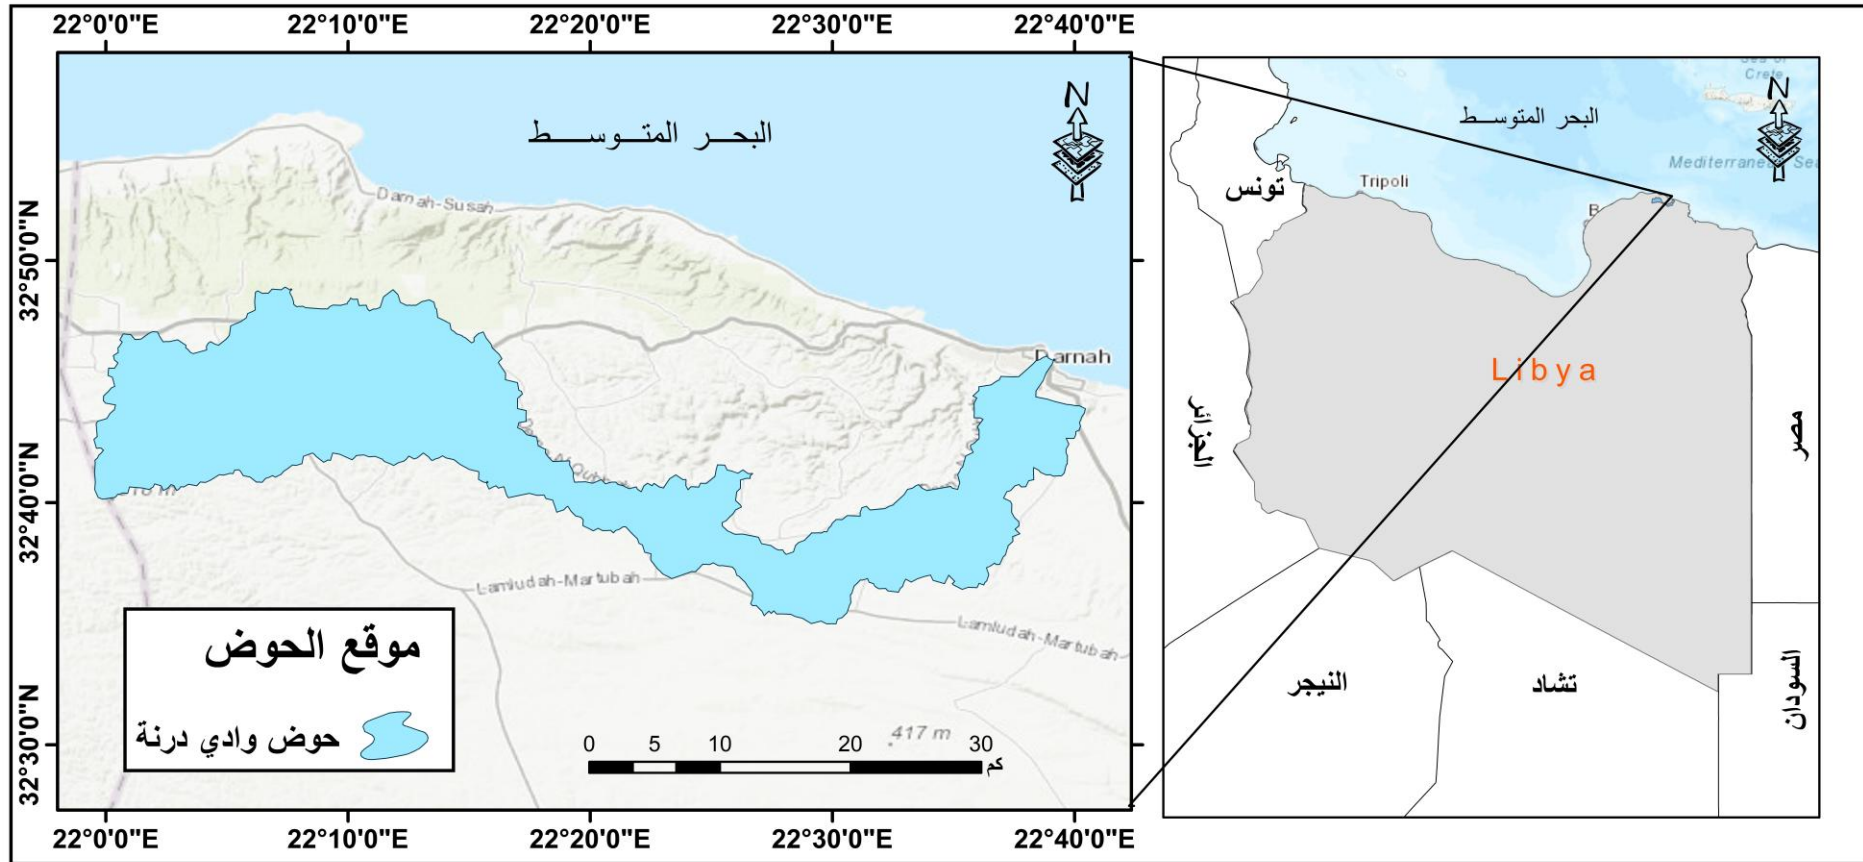 22°0'0"E 22°10'0"E 22°20'0"E 22°30'0"E 22°40'0"E
32°50'0"N
32°40'0"N
32°30'0"N
البحـــر المتـــوســـــط
N
Darnah-Susah
Darnah
Lamludah-Martubah
Lamludah-Martubah
417 m
موقع الحوض
حوض وادي درنة
0 5 10 20 30
كم
22°0'0"E 22°10'0"E 22°20'0"E 22°30'0"E 22°40'0"E
Crete
N
البحر المتوســط
Mediterranean Sea
تونس
Tripoli
Libya
الجزائر
مصر
النيجر
تشاد
السودان